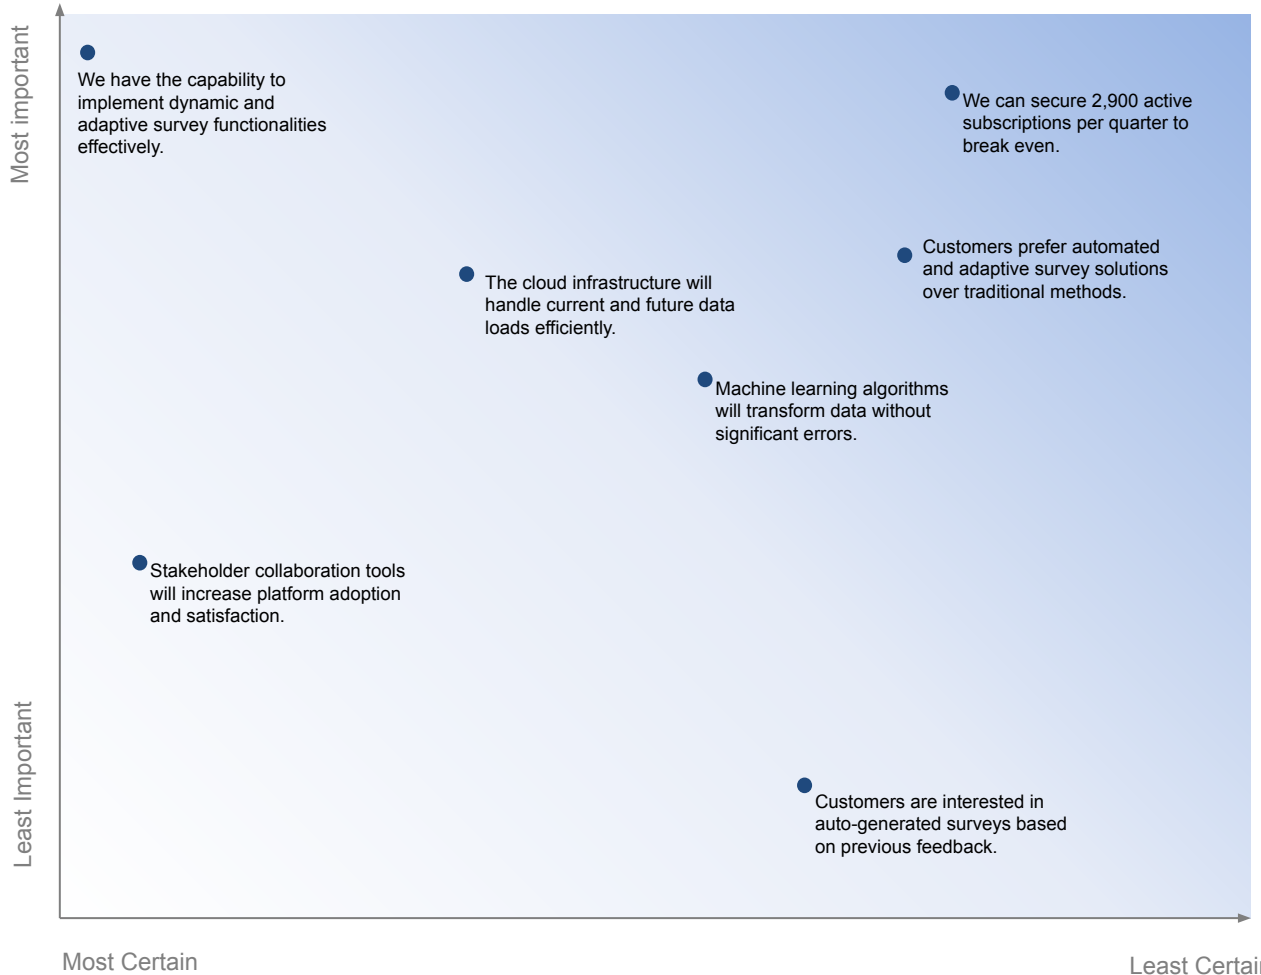 Most important
We have the capability to
implement dynamic and
adaptive survey functionalities
effectively.
We can secure 2,900 active
subscriptions per quarter to
break even.
Customers prefer automated
and adaptive survey solutions
over traditional methods.
The cloud infrastructure will
handle current and future data
loads efficiently.
Machine learning algorithms
will transform data without
significant errors.
Stakeholder collaboration tools
will increase platform adoption
and satisfaction.
Least Important
Customers are interested in
auto-generated surveys based
on previous feedback.
Most Certain
Least Certain